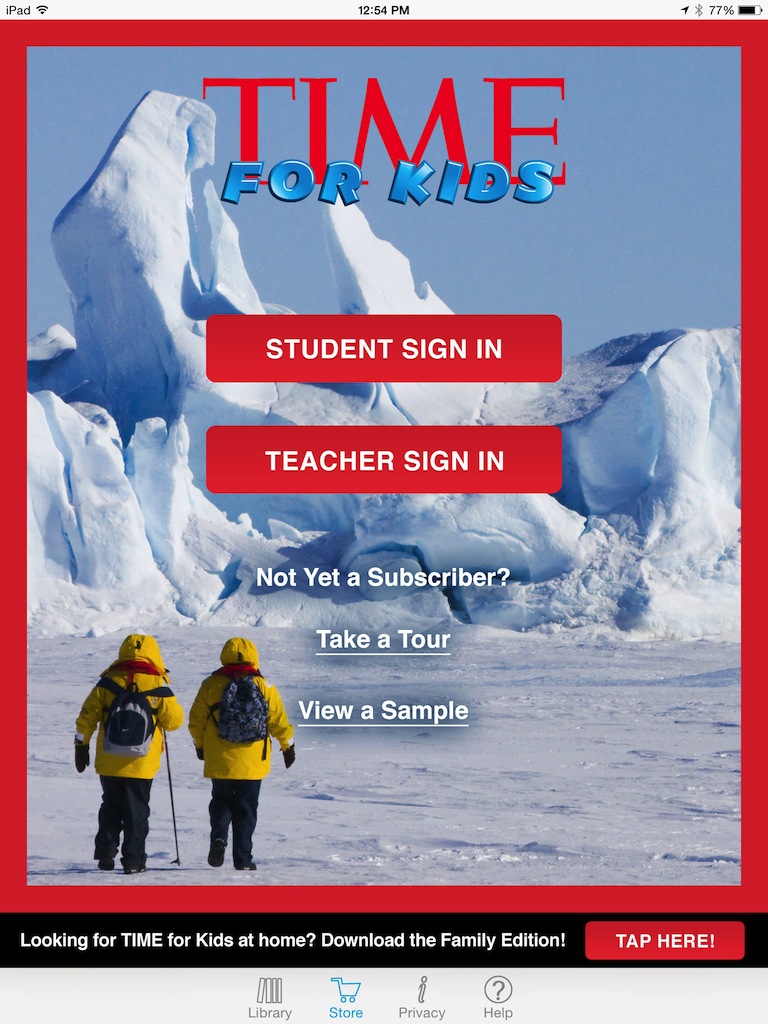 iPad 12:54 PM 77%
TIME
FOR KIDS
STUDENT SIGN IN
TEACHER SIGN IN
Not Yet a Subscriber?
Take a Tour
View a Sample
Looking for TIME for Kids at home? Download the Family Edition! TAP HERE!
Library Store Privacy Help